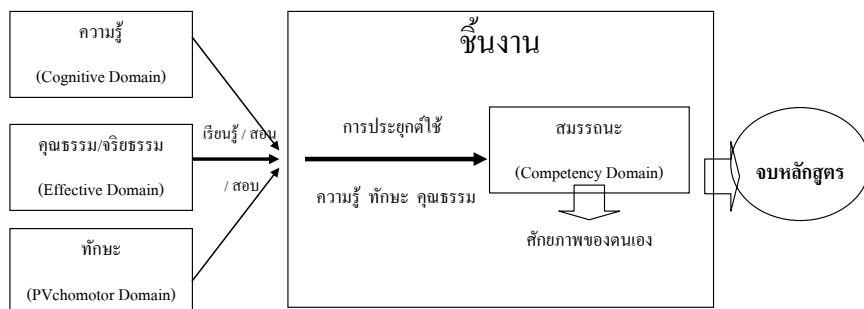 ความรู้
(Cognitive Domain)
คุณธรรม/จริยธรรม
(Effective Domain)
ทักษะ
(PVchomotor Domain)
เรียนรู้ / สอน
/ สอบ
ชิ้นงาน
การประยุกต์ใช้
ความรู้ ทักษะ คุณธรรม
สมรรถนะ
(Competency Domain)
ศักยภาพของตนเอง
จบหลักสูตร